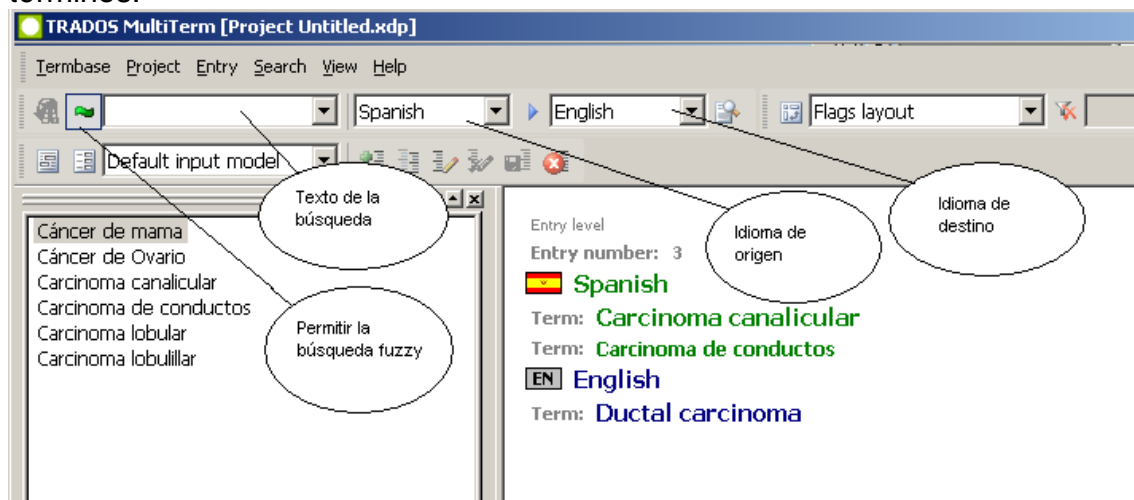 términos.
TRADOS MultiTerm [Project Untitled.xdp]
Termbase Project Entry Search View Help
Spanish English Flags layout
Default input model
Texto de la
búsqueda
Idioma de
origen
Idioma de
destino
Permitir la
búsqueda fuzzy
Cáncer de mama
Cáncer de Ovario
Carcinoma canalicular
Carcinoma de conductos
Carcinoma lobular
Carcinoma lobulillar
Entry level
Entry number: 3
Spanish
Term: Carcinoma canalicular
Term: Carcinoma de conductos
EN English
Term: Ductal carcinoma